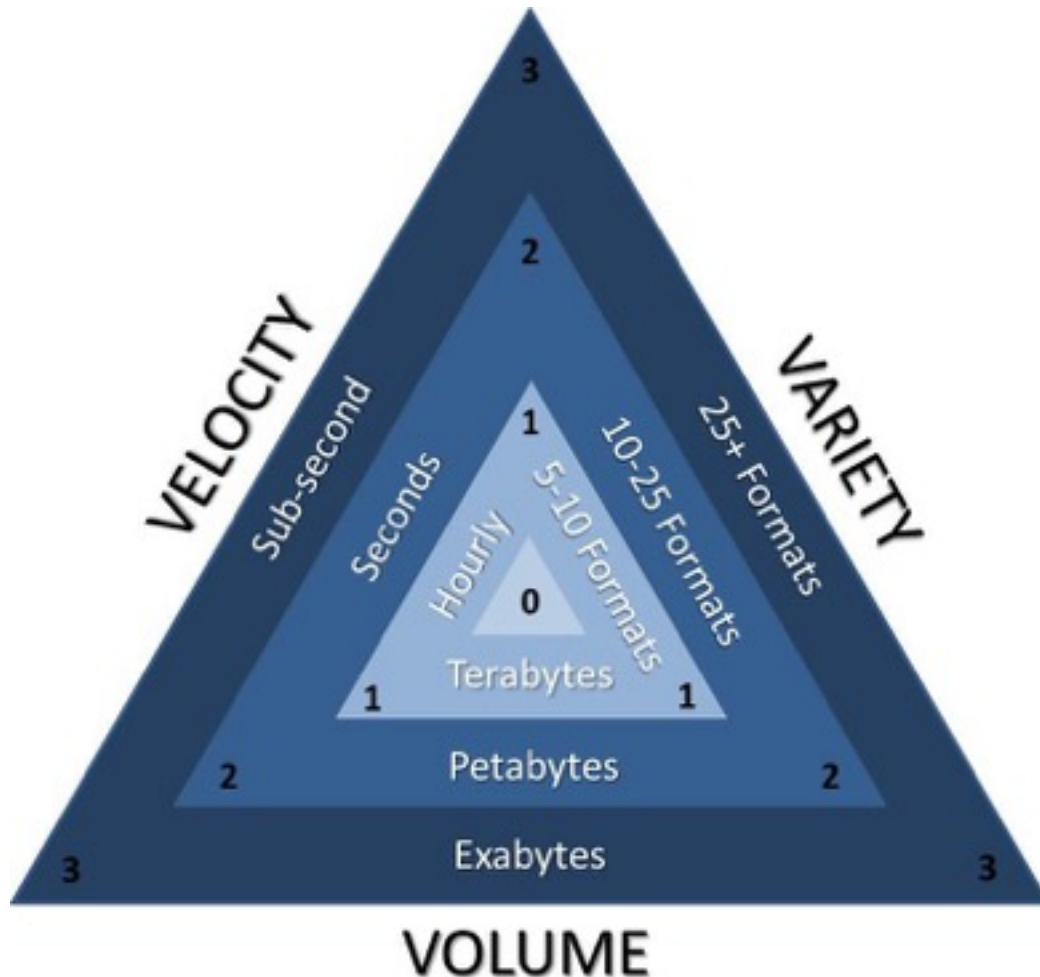 3
2
1
VELOCITY
Sub-second
Seconds
Hourly
0
5-10 Formats
10-25 Formats
25+ Formats
VARIETY
Terabytes
1
1
Petabytes
2
2
Exabytes
3
3
VOLUME